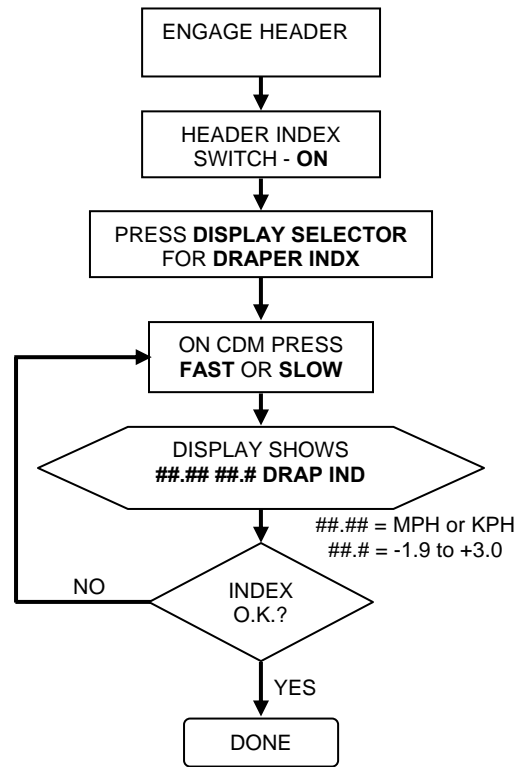 ENGAGE HEADER
HEADER INDEX
SWITCH - ON
PRESS DISPLAY SELECTOR
FOR DRAPER INDX
ON CDM PRESS
FAST OR SLOW
DISPLAY SHOWS
##.## ##.# DRAP IND
##.## = MPH or KPH
##.# = -1.9 to +3.0
NO
INDEX
O.K.?
YES
DONE